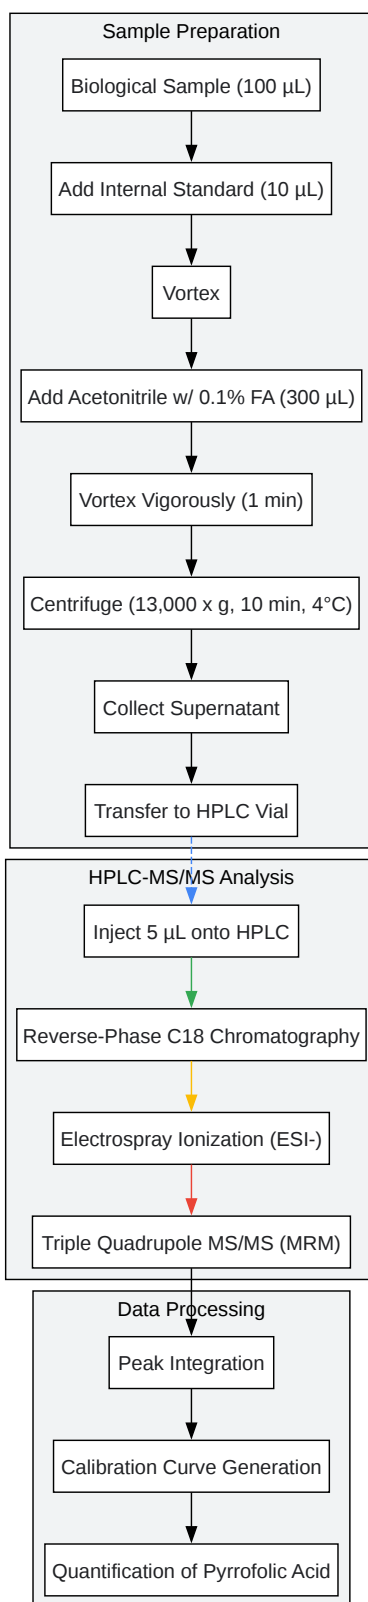 Sample Preparation
Biological Sample (100 µL)
Add Internal Standard (10 µL)
Vortex
Add Acetonitrile w/ 0.1% FA (300 µL)
Vortex Vigorously (1 min)
Centrifuge (13,000 x g, 10 min, 4°C)
Collect Supernatant
Transfer to HPLC Vial
HPLC-MS/MS Analysis
Inject 5 µL onto HPLC
Reverse-Phase C18 Chromatography
Electrospray Ionization (ESI-)
Triple Quadrupole MS/MS (MRM)
Data Processing
Peak Integration
Calibration Curve Generation
Quantification of Pyrrofolic Acid